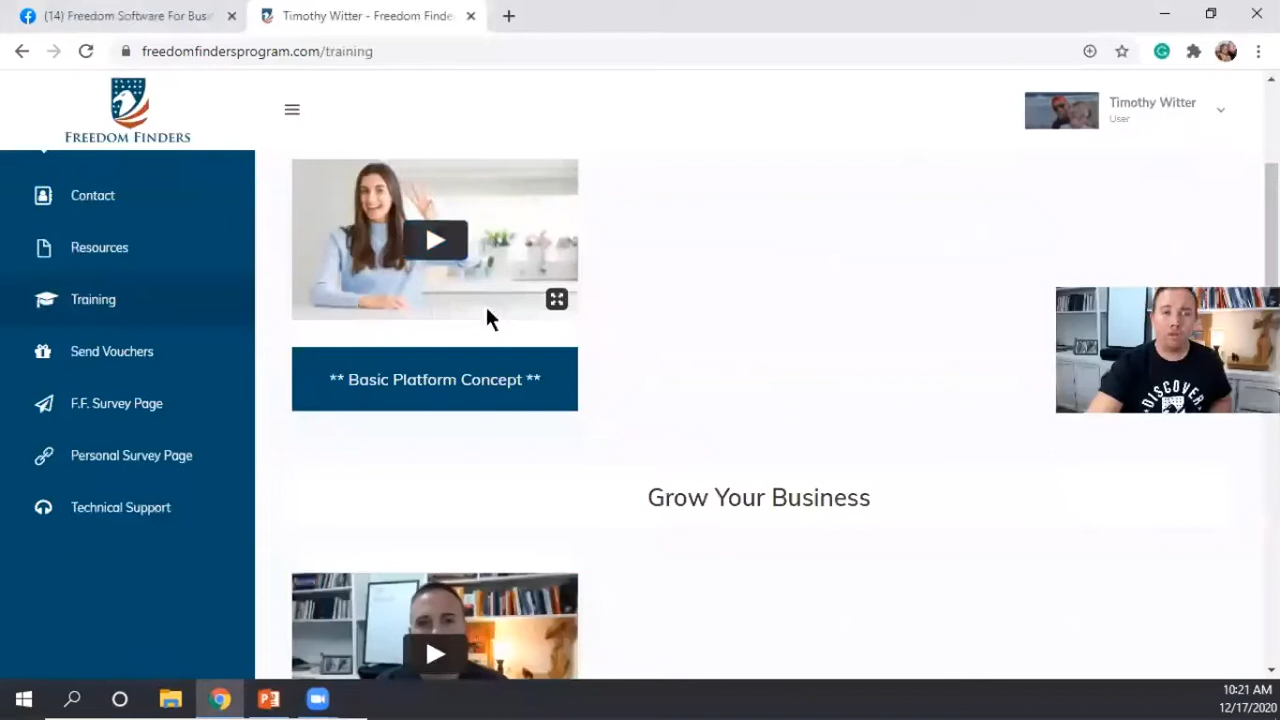 (14) Freedom Software For Busi
Timothy Witter - Freedom Finde
freedomfindersprogram.com/training
FREEDOM FINDERS
Timothy Witter
User
Contact
Resources
Training
Send Vouchers
F.F. Survey Page
Personal Survey Page
Technical Support
** Basic Platform Concept **
DISCOVER
Grow Your Business
10:21 AM
12/17/2020